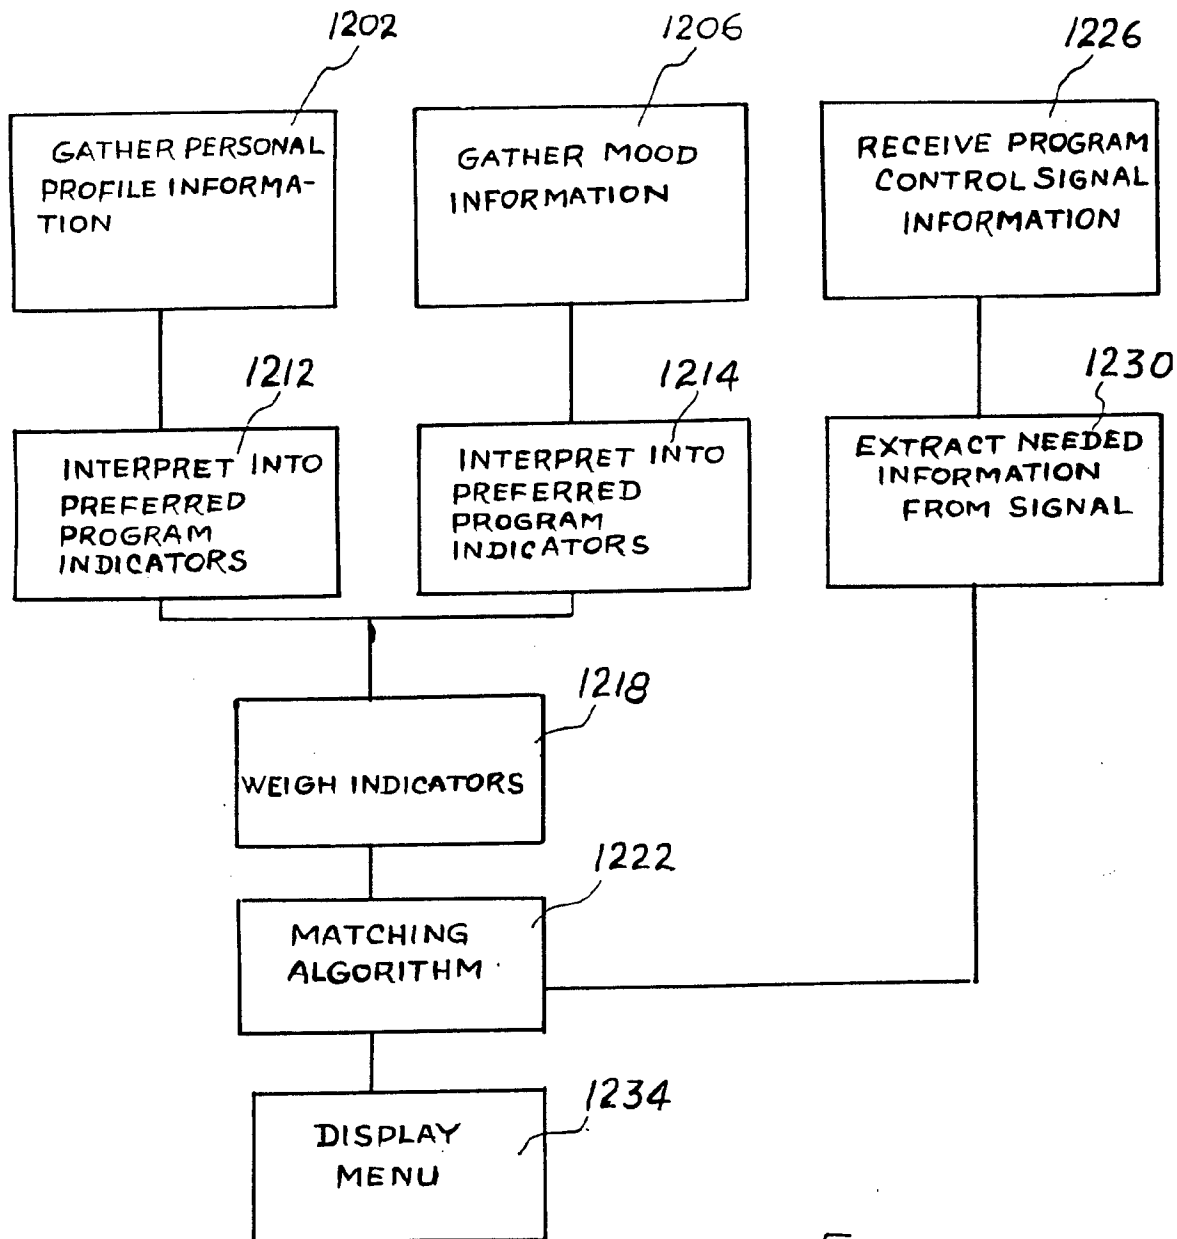 1202
1206
1226
GATHER PERSONAL
PROFILE INFORMA-
TION
GATHER MOOD
INFORMATION
RECEIVE PROGRAM
CONTROL SIGNAL
INFORMATION
1212
1214
1230
INTERPRET INTO
PREFERRED
PROGRAM
INDICATORS
INTERPRET INTO
PREFERRED
PROGRAM
INDICATORS
EXTRACT NEEDED
INFORMATION
FROM SIGNAL
1218
WEIGH INDICATORS
1222
MATCHING
ALGORITHM
1234
DISPLAY
MENU